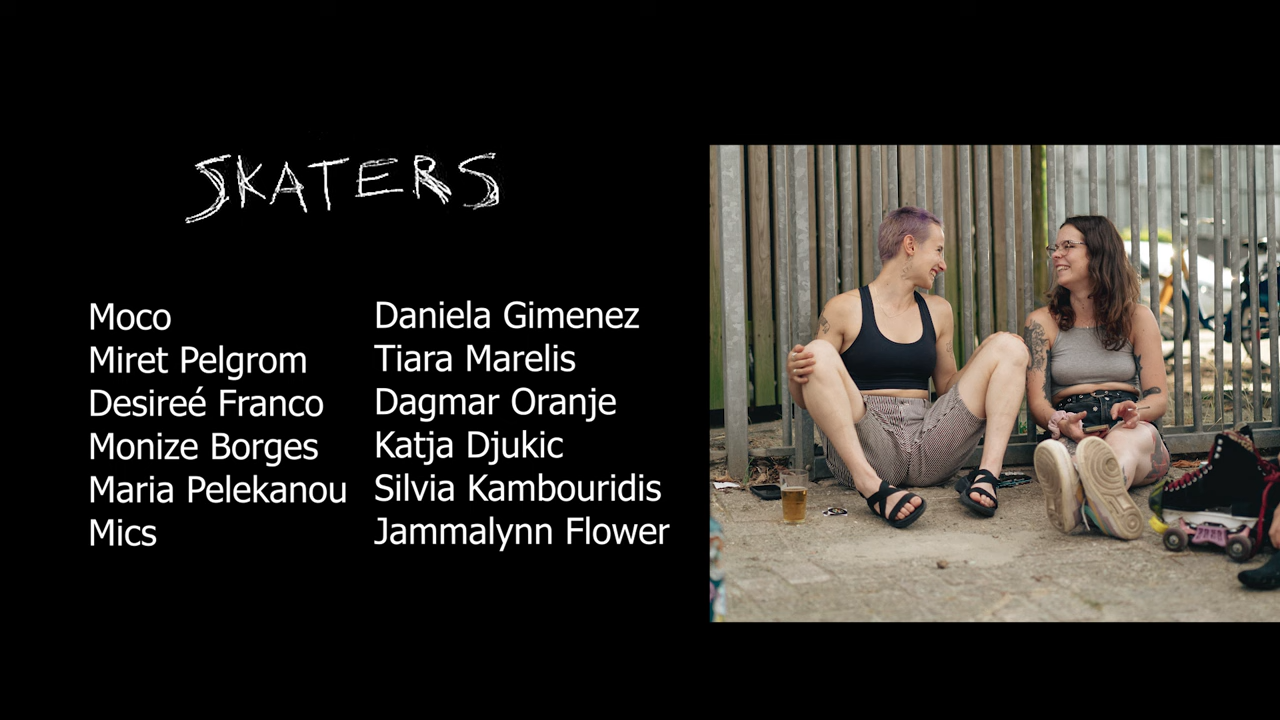 SKATERS
Moco
Miret Pelgrom
Desireé Franco
Monize Borges
Maria Pelekanou
Mics
Daniela Gimenez
Tiara Marelis
Dagmar Oranje
Katja Djukic
Silvia Kambouridis
Jammalynn Flower